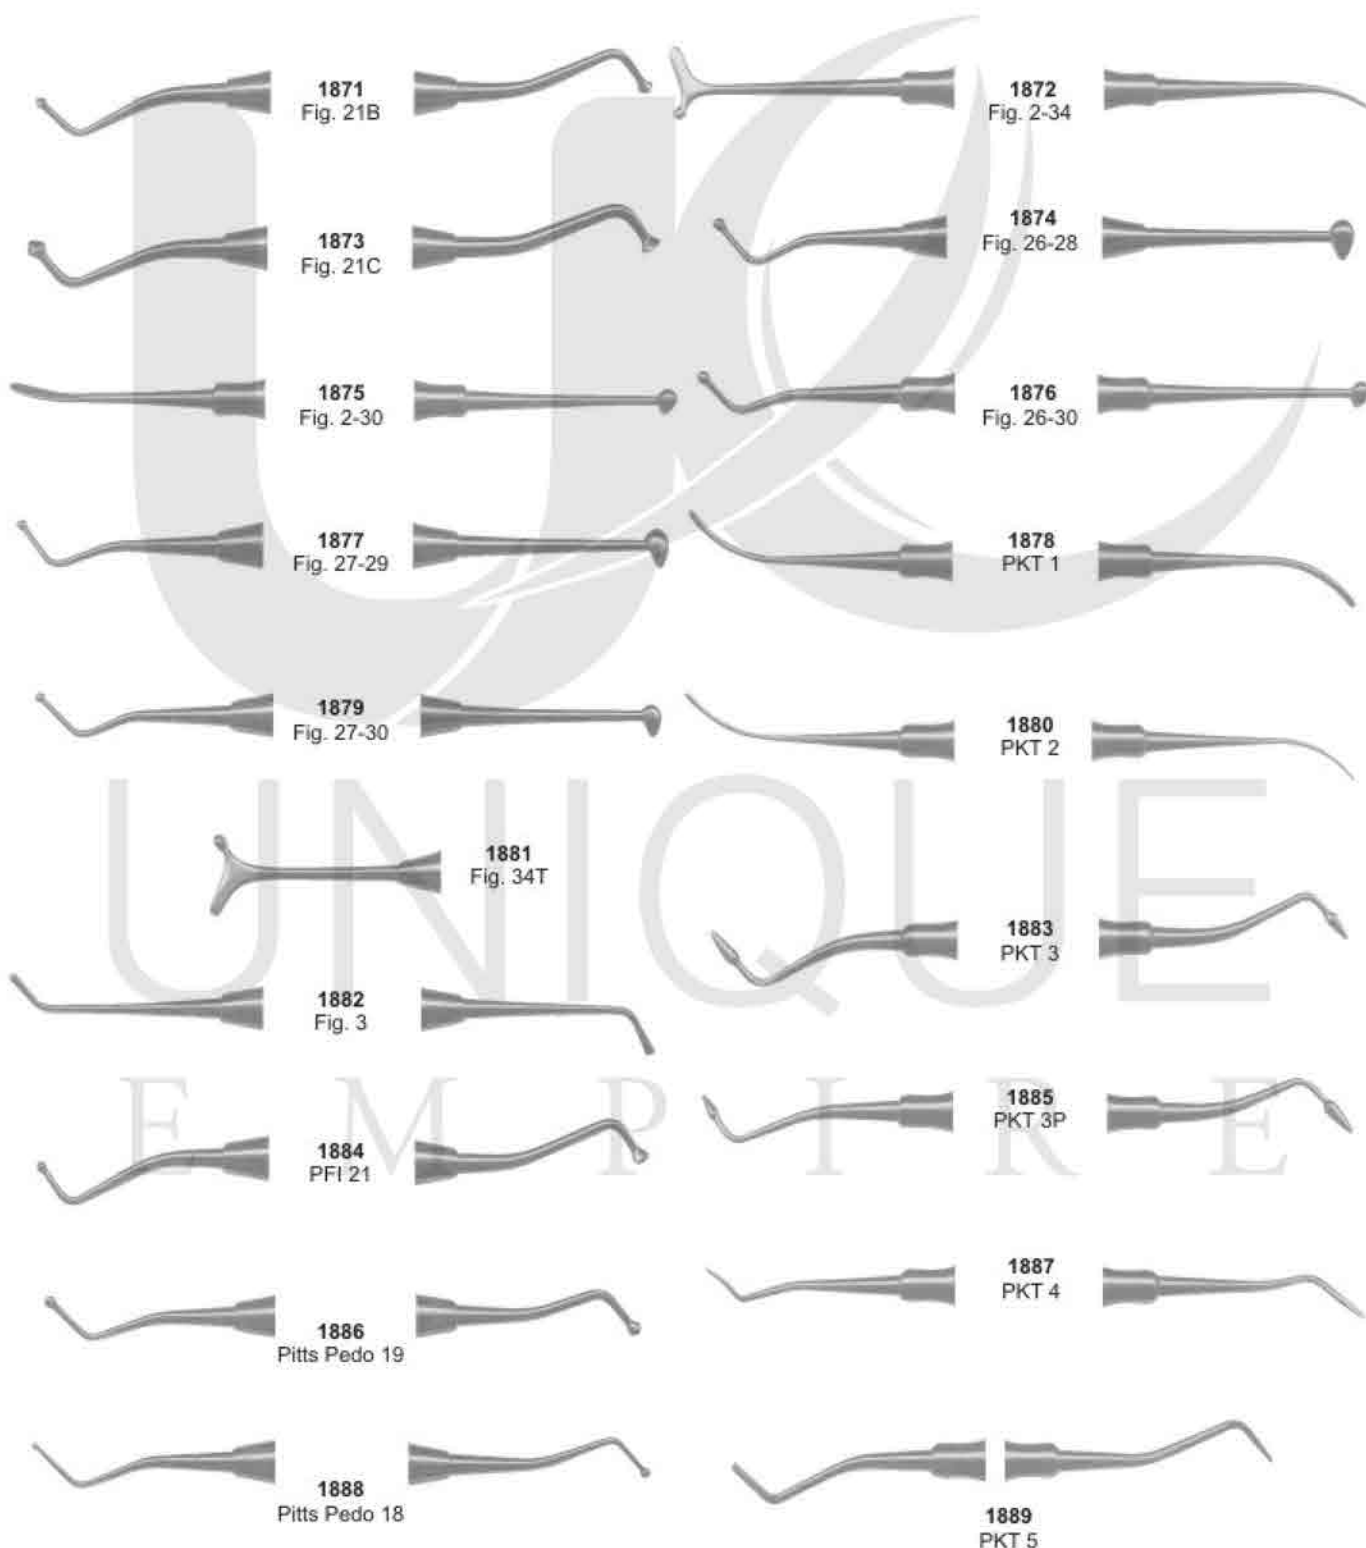 1871
Fig. 21B
1872
Fig. 2-34
1873
Fig. 21C
1874
Fig. 26-28
1875
Fig. 2-30
1876
Fig. 26-30
1877
Fig. 27-29
1878
PKT 1
1879
Fig. 27-30
1880
PKT 2
1881
Fig. 34T
1883
PKT 3
1882
Fig. 3
1885
PKT 3P
1884
PFI 21
1887
PKT 4
1886
Pitts Pedo 19
1888
Pitts Pedo 18
1889
PKT 5
UNIQUE
EMPIRE